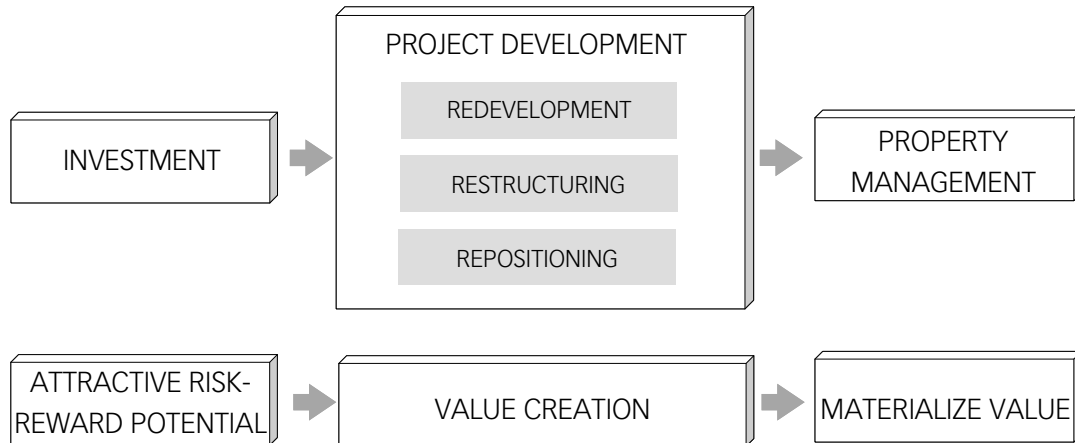 PROJECT DEVELOPMENT
REDEVELOPMENT
INVESTMENT
RESTRUCTURING
PROPERTY
MANAGEMENT
REPOSITIONING
ATTRACTIVE RISK-
REWARD POTENTIAL
VALUE CREATION
MATERIALIZE VALUE